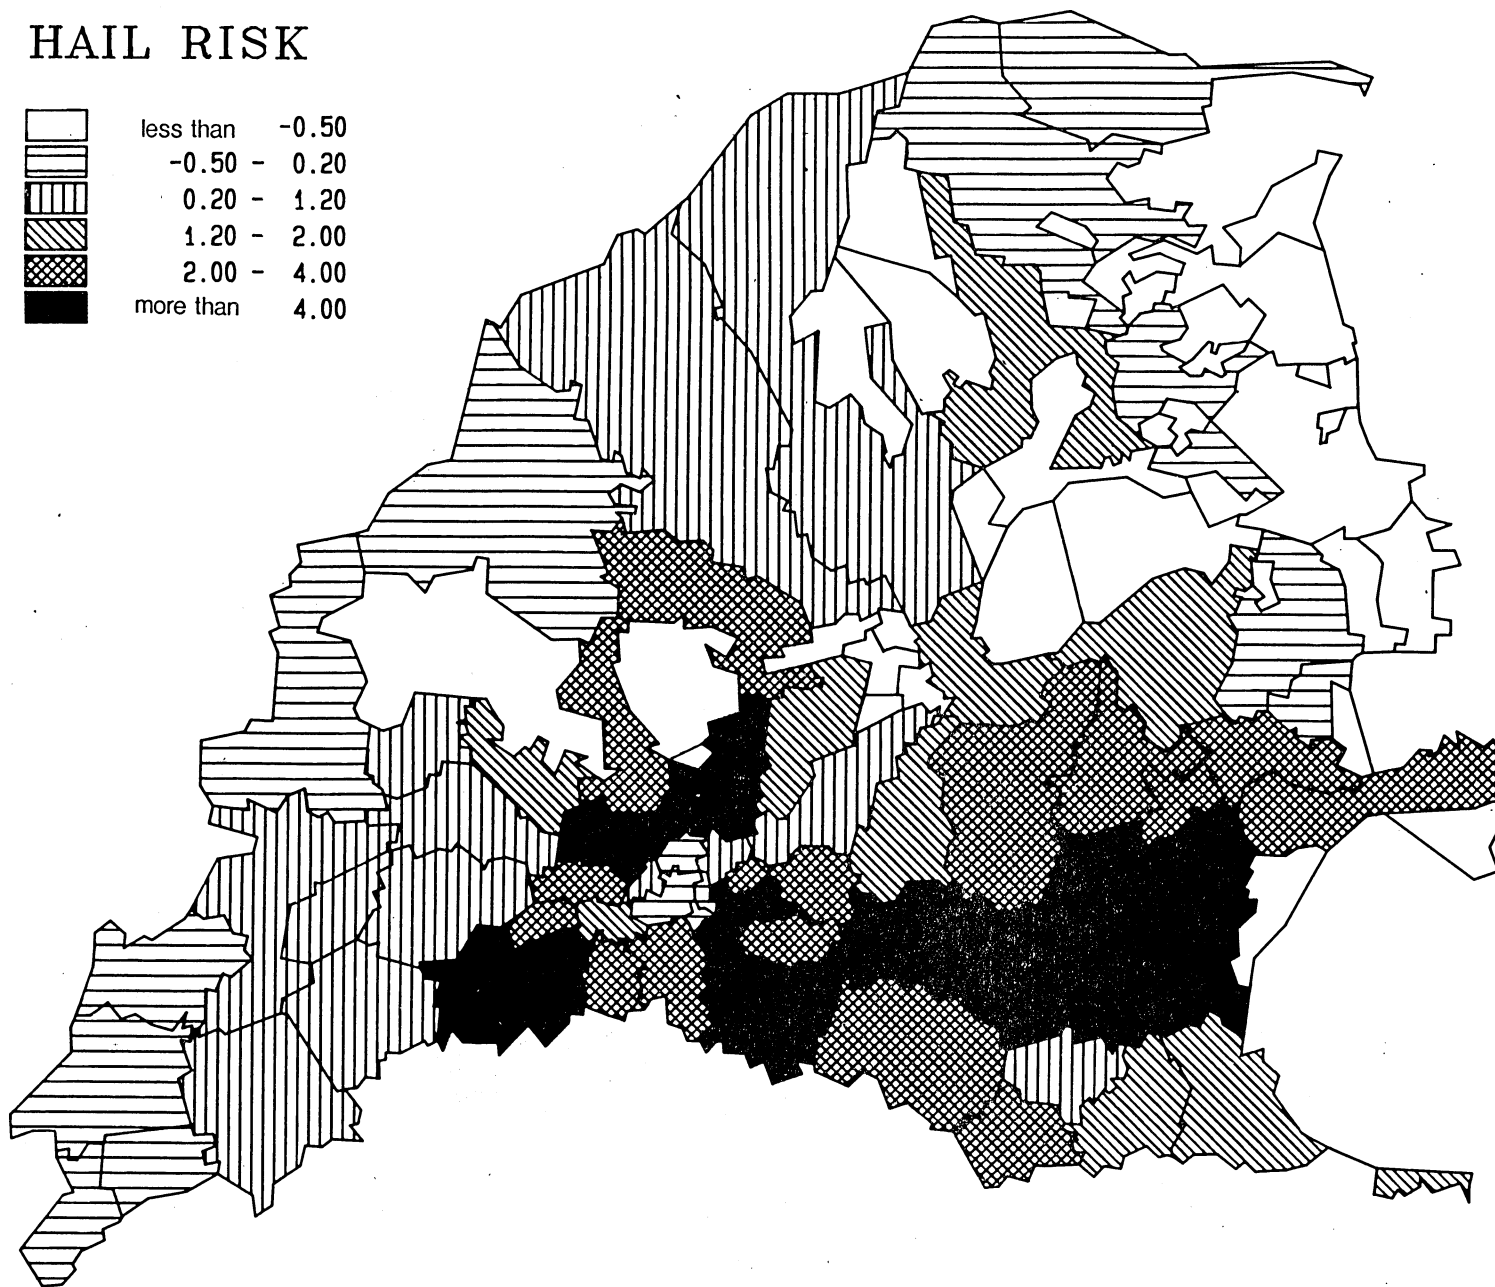 HAIL RISK
less than -0.50
-0.50 - 0.20
0.20 - 1.20
1.20 - 2.00
2.00 - 4.00
more than 4.00